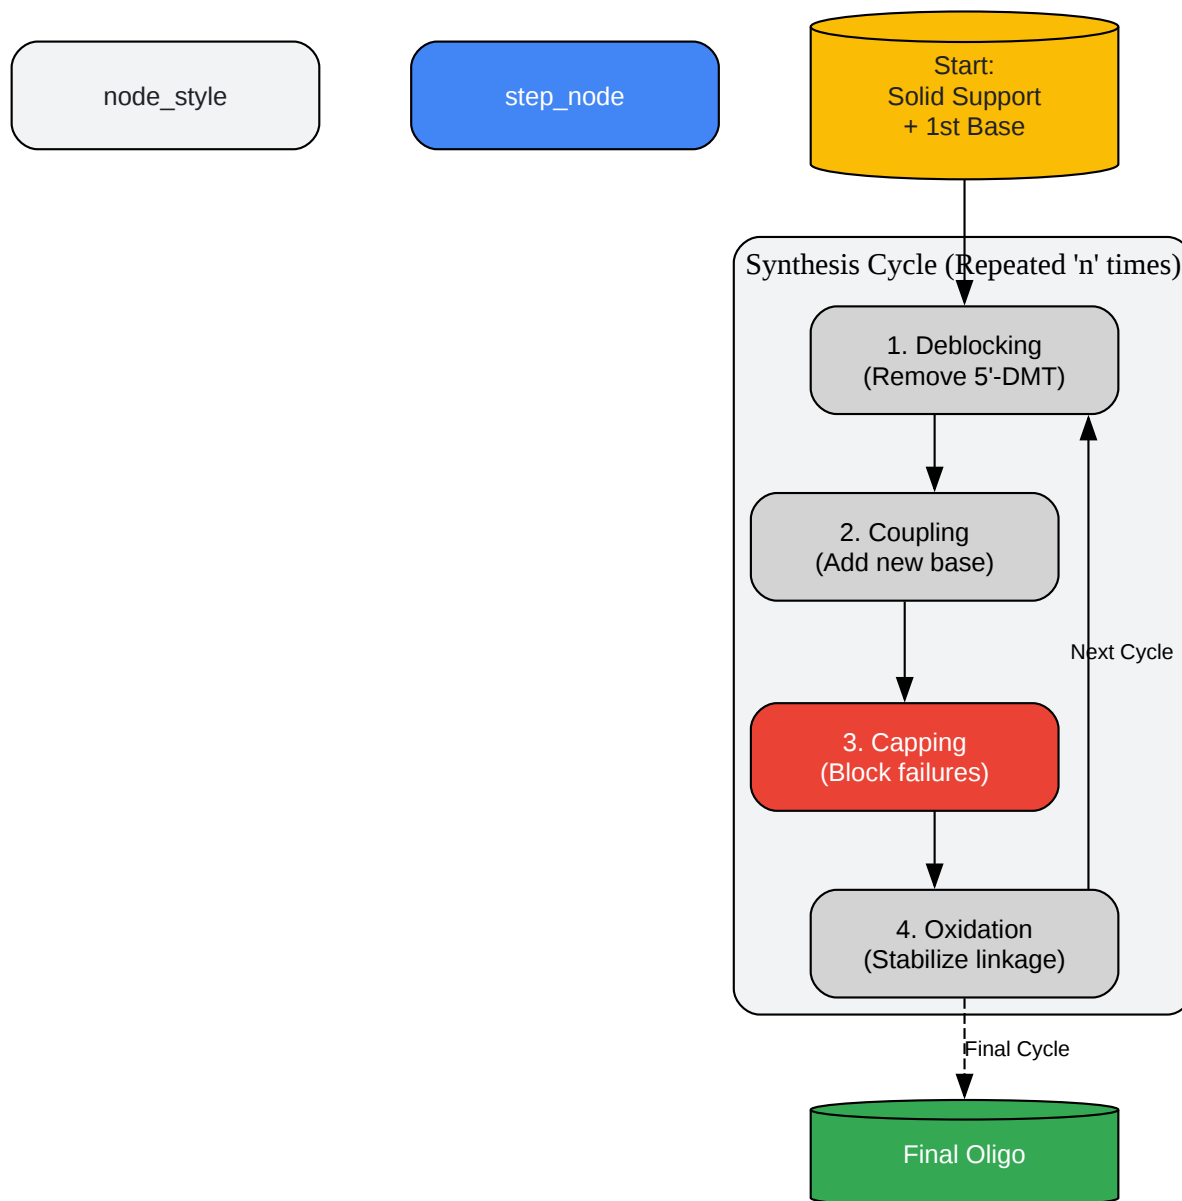 node_style
step_node
Start:
Solid Support
+ 1st Base
Synthesis Cycle (Repeated 'n' times)
1. Deblocking
(Remove 5'-DMT)
2. Coupling
(Add new base)
Next Cycle
3. Capping
(Block failures)
4. Oxidation
(Stabilize linkage)
Final Cycle
Final Oligo